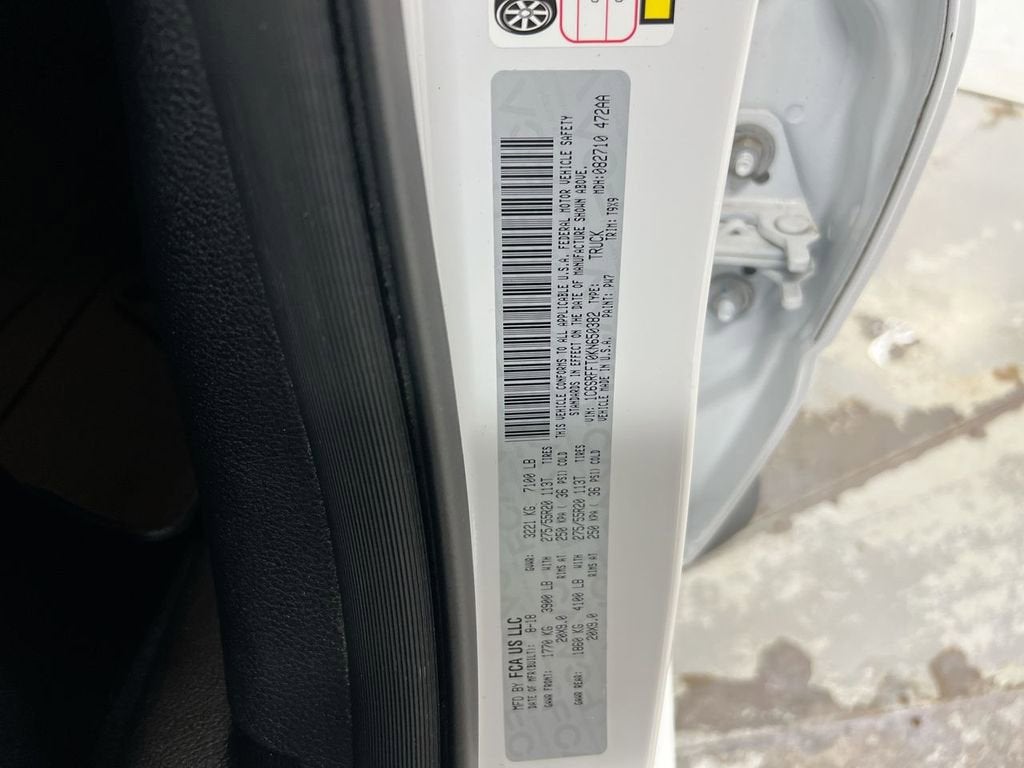 MFD BY FCA US LLC
DATE OF MFR(BUILT): 8-18 GVWR: 3221 KG 7100 LB
GAWR FRONT: 1770 KG 3900 LB WITH 275/55R20 113T TIRES
20X9.0 RIMS AT 250 KPA ( 36 PSI) COLD
GAWR REAR: 1860 KG 4100 LB WITH 275/55R20 113T TIRES
20X9.0 RIMS AT 250 KPA ( 36 PSI) COLD
THIS VEHICLE CONFORMS TO ALL APPLICABLE U.S.A. FEDERAL MOTOR VEHICLE SAFETY
STANDARDS IN EFFECT ON THE DATE OF MANUFACTURE SHOWN ABOVE.
VIN: 1C6SRFFT0KN650382 TYPE: TRUCK MDH:082710 472AA
VEHICLE MADE IN U.S.A. PAINT: PW7 TRIM: T9X9